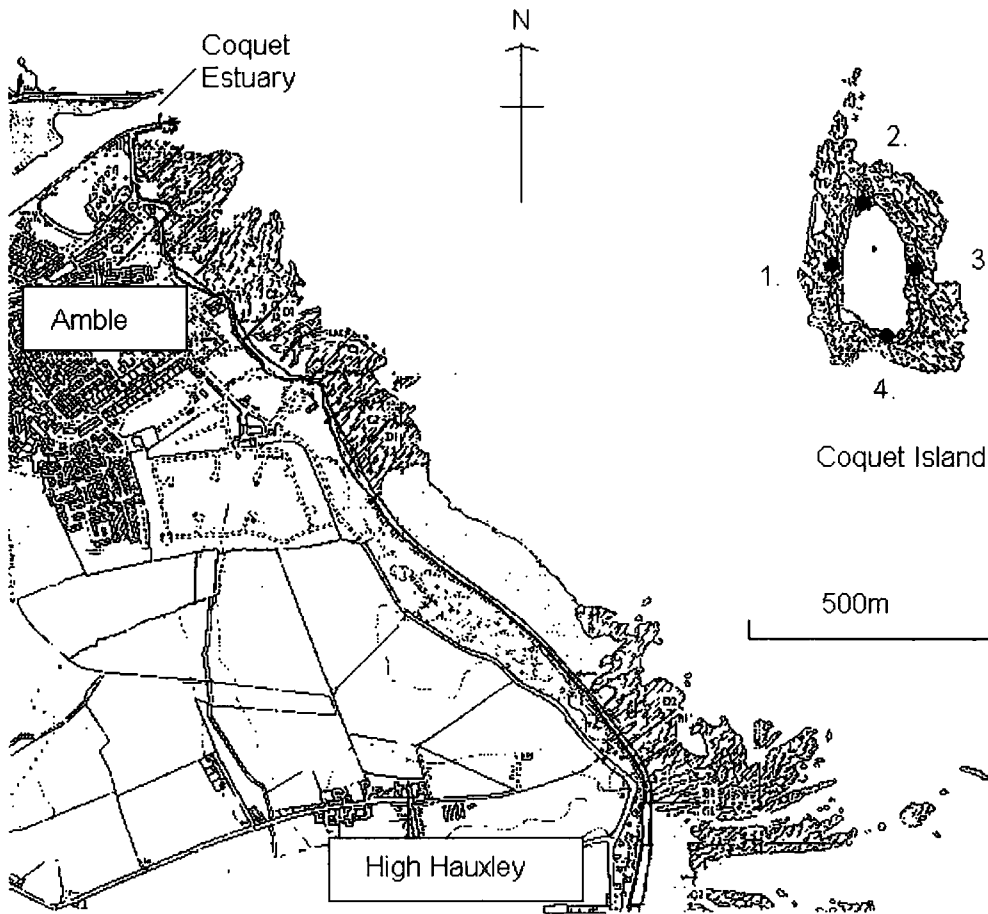 N
Coquet
Estuary
2.
1.
3
Amble
4.
Coquet Island
500m
High Hauxley